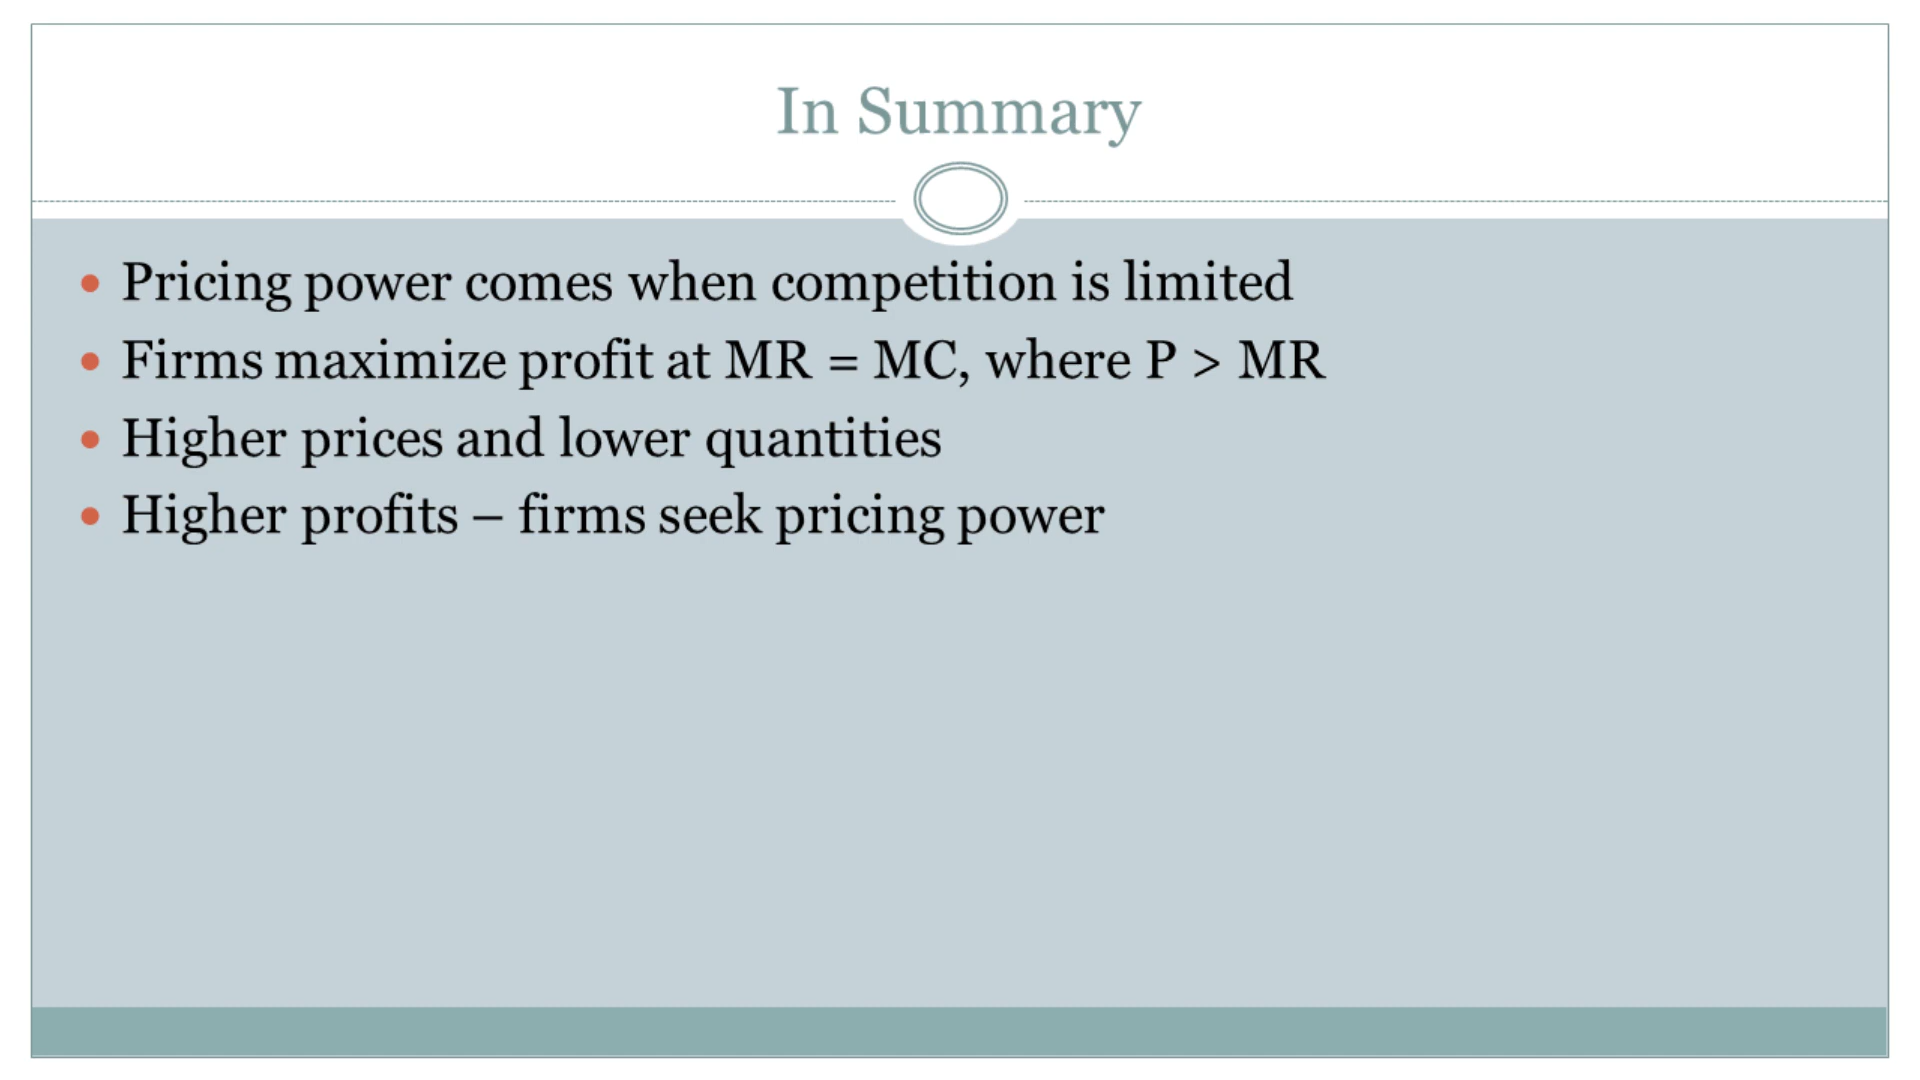 In Summary
• Pricing power comes when competition is limited
• Firms maximize profit at MR = MC, where P > MR
• Higher prices and lower quantities
• Higher profits – firms seek pricing power